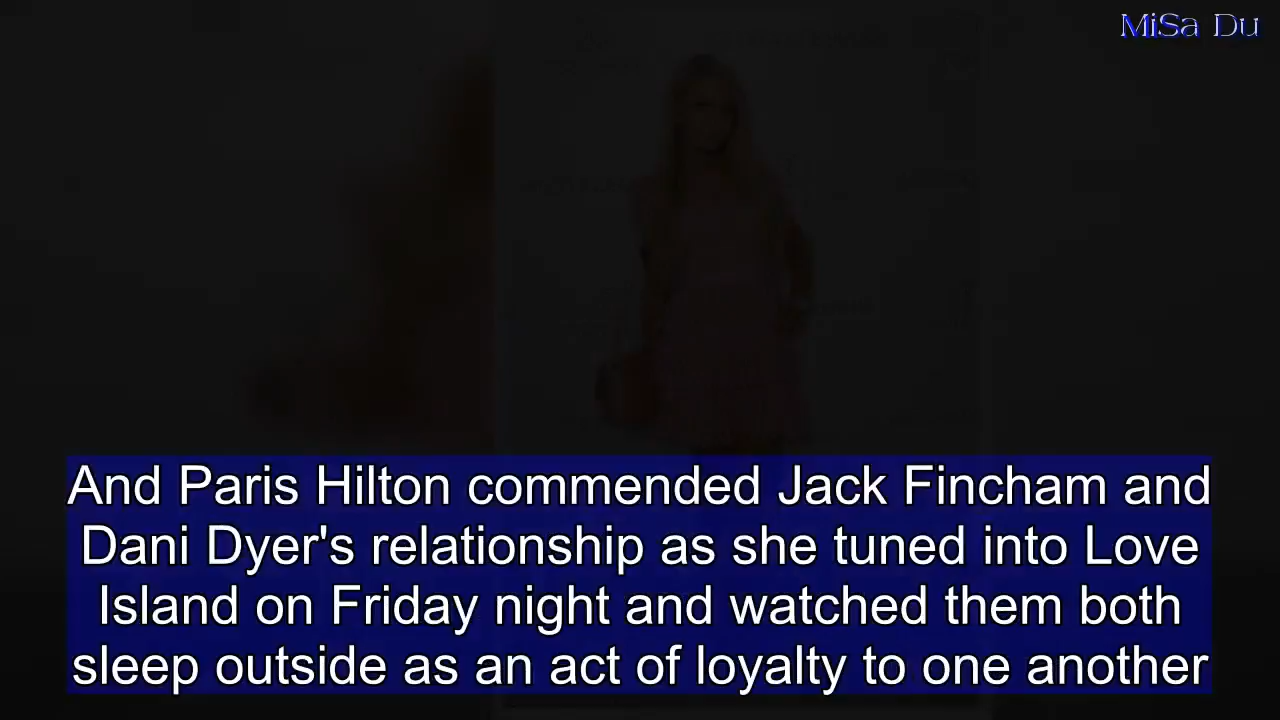 MiSa Du
And Paris Hilton commended Jack Fincham and
Dani Dyer's relationship as she tuned into Love
Island on Friday night and watched them both
sleep outside as an act of loyalty to one another